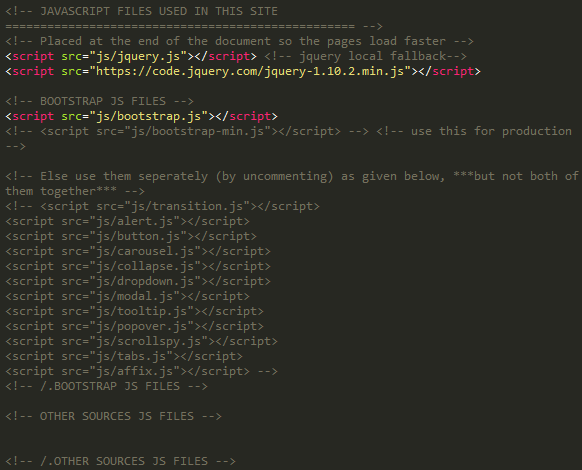 <!-- JAVASCRIPT FILES USED IN THIS SITE
================================================== -->
<!-- Placed at the end of the document so the pages load faster -->
<script src="js/jquery.js"></script> <!-- jquery local fallback-->
<script src="https://code.jquery.com/jquery-1.10.2.min.js"></script>
<!-- BOOTSTRAP JS FILES -->
<script src="js/bootstrap.js"></script>
<!-- <script src="js/bootstrap-min.js"></script> --> <!-- use this for production
-->
<!-- Else use them seperately (by uncommenting) as given below, ***but not both of
them together*** -->
<!-- <script src="js/transition.js"></script>
<script src="js/alert.js"></script>
<script src="js/button.js"></script>
<script src="js/carousel.js"></script>
<script src="js/collapse.js"></script>
<script src="js/dropdown.js"></script>
<script src="js/modal.js"></script>
<script src="js/tooltip.js"></script>
<script src="js/popover.js"></script>
<script src="js/scrollspy.js"></script>
<script src="js/tabs.js"></script>
<script src="js/affix.js"></script> -->
<!-- /.BOOTSTRAP JS FILES -->
<!-- OTHER SOURCES JS FILES -->
<!-- /.OTHER SOURCES JS FILES -->